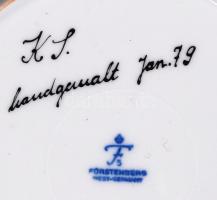 K S.
handgemalt Jan. 79
F
S
FÜRSTENBERG
WEST-GERMANY